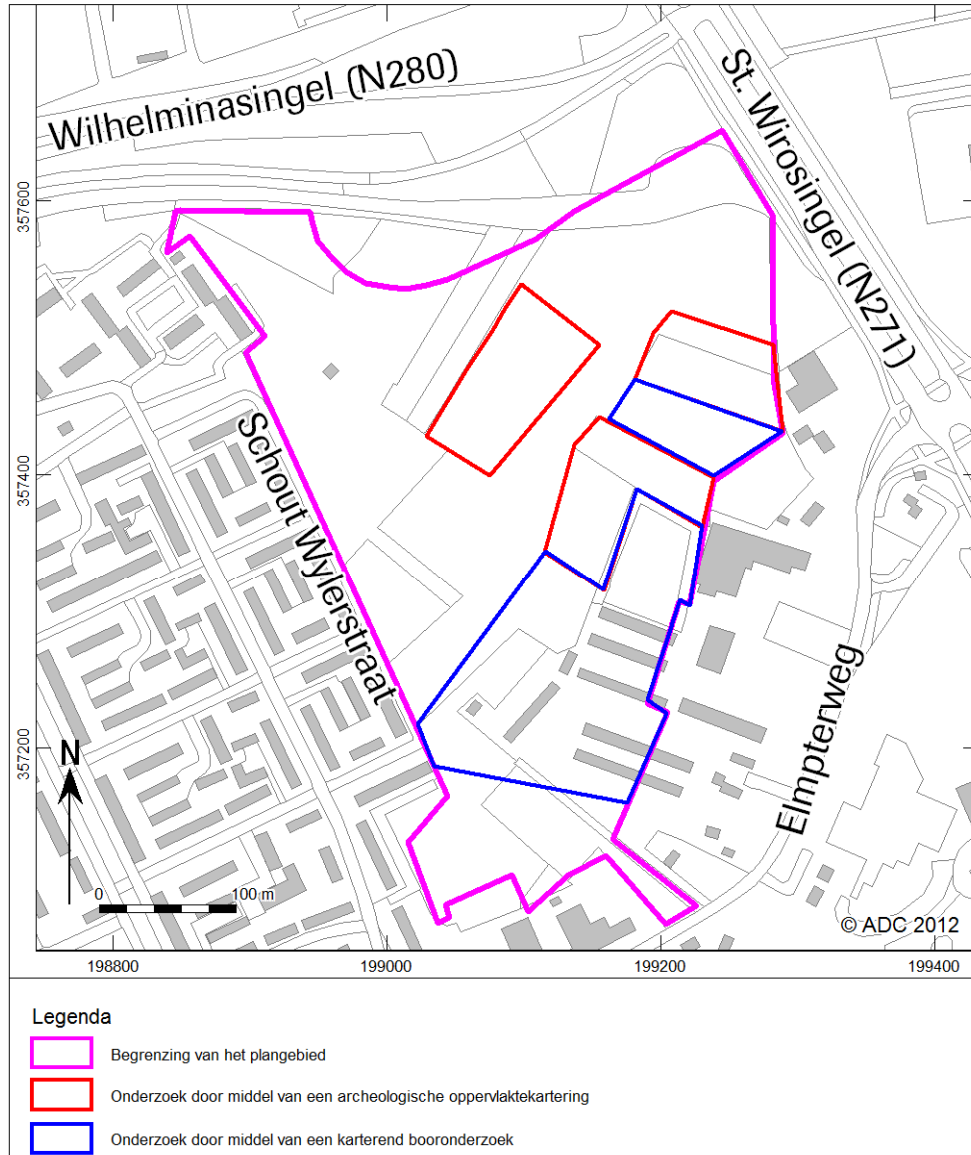 Wilhelminasingel (N280)
St. Wirosingel (N271)
357600
357400
Schout Wylerstraat
357200
N
Elmpterweg
0 100 m
© ADC 2012
198800 199000 199200 199400
Legenda
Begrenzing van het plangebied
Onderzoek door middel van een archeologische oppervlaktekartering
Onderzoek door middel van een karterend booronderzoek